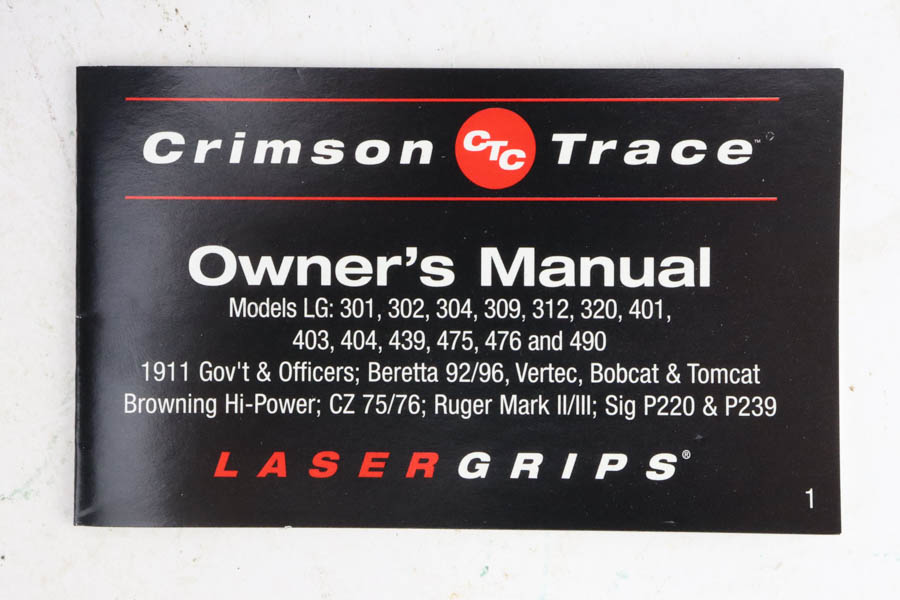 Crimson CTC Trace™
Owner's Manual
Models LG: 301, 302, 304, 309, 312, 320, 401,
403, 404, 439, 475, 476 and 490
1911 Gov't & Officers; Beretta 92/96, Vertec, Bobcat & Tomcat
Browning Hi-Power; CZ 75/76; Ruger Mark II/III; Sig P220 & P239
LASERGRIPS®
1